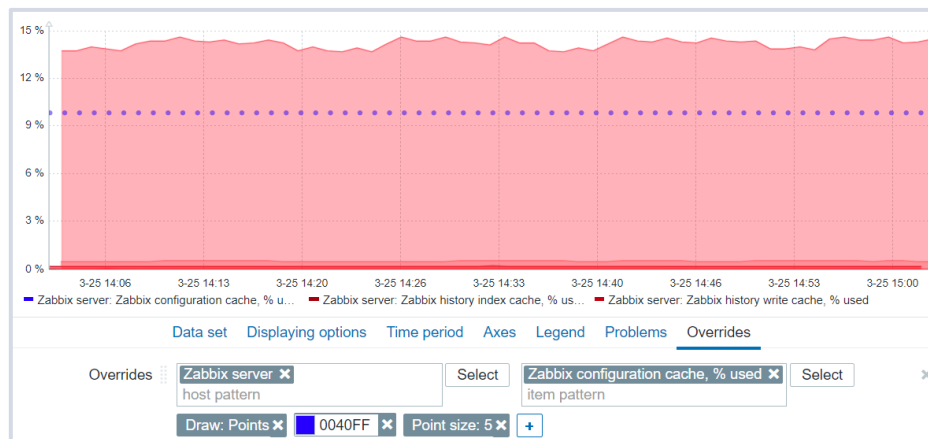 15 %
12 %
9 %
6 %
3 %
0 %
3-25 14:06 3-25 14:13 3-25 14:20 3-25 14:26 3-25 14:33 3-25 14:40 3-25 14:46 3-25 14:53 3-25 15:00
Zabbix server: Zabbix configuration cache, % u... Zabbix server: Zabbix history index cache, % us... Zabbix server: Zabbix history write cache, % used
Data set Displaying options Time period Axes Legend Problems Overrides
Overrides Zabbix server Select Zabbix configuration cache, % used Select
host pattern item pattern
Draw: Points 0040FF Point size: 5 +